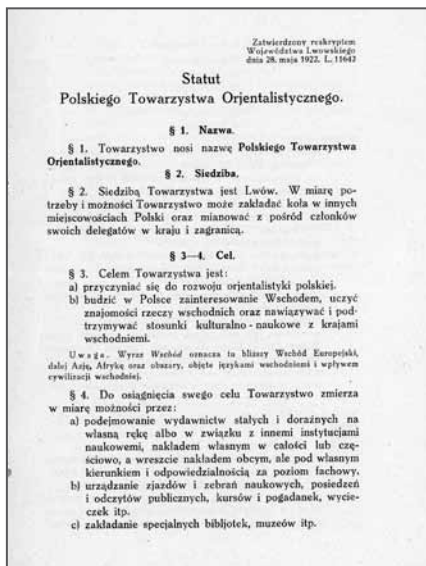 Zatwierdzony reskryptem
Województwa Lwowskiego
dnia 28. maja 1922. L. 11642
Statut
Polskiego Towarzystwa Orjentalistycznego.
§ 1. Nazwa.
§ 1. Towarzystwo nosi nazwę Polskiego Towarzystwa
Orjentalistycznego.
§ 2. Siedziba.
§ 2. Siedzibą Towarzystwa jest Lwów. W miarę po-
trzeby i możności Towarzystwo może zakładać koła w innych
miejscowościach Polski oraz mianować z pośród członków
swoich delegatów w kraju i zagranicą.
§ 3—4. Cel.
§ 3. Celem Towarzystwa jest:
a) przyczyniać się do rozwoju orjentalistyki polskiej.
b) budzić w Polsce zainteresowanie Wschodem, uczyć
znajomości rzeczy wschodnich oraz nawiązywać i pod-
trzymywać stosunki kulturalno-naukowe z krajami
wschodniemi.
Uwaga. Wyraz Wschód oznacza tu bliższy Wschód Europejski,
dalej Azję, Afrykę oraz obszary, objęte językami wschodniemi i wpływem
cywilizacji wschodniej.
§ 4. Do osiągnięcia swego celu Towarzystwo zmierza
w miarę możności przez:
a) podejmowanie wydawnictw stałych i doraźnych na
własną rękę albo w związku z innemi instytucjami
naukowemi, nakładem własnym w całości lub czę-
ściowo, a wreszcie nakładem obcym, ale pod własnym
kierunkiem i odpowiedzialnością za poziom fachowy.
b) urządzanie zjazdów i zebrań naukowych, posiedzeń
i odczytów publicznych, kursów i pogadanek, wycie-
czek itp.
c) zakładanie specjalnych bibljotek, muzeów itp.